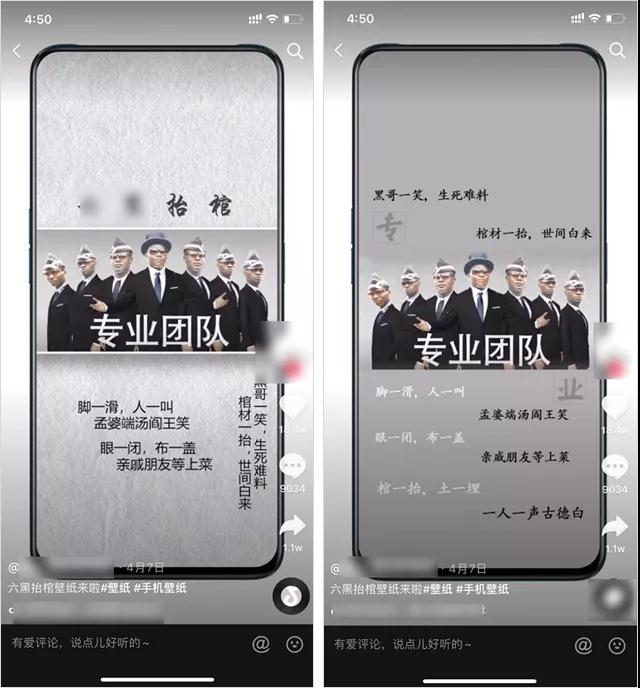 4:50
抬棺
专业团队
脚一滑，人一叫
孟婆端汤阎王笑
眼一闭，布一盖
亲戚朋友等上菜
黑哥一笑，生死难料
棺材一抬，世间白来
18.4w
9034
1.1w
@
· 4月7日
六黑抬棺壁纸来啦#壁纸 #手机壁纸
有爱评论，说点儿好听的~
4:50
黑哥一笑，生死难料
专
棺材一抬，世间白来
专业团队
脚一滑，人一叫
业
孟婆端汤阎王笑
眼一闭，布一盖
亲戚朋友等上菜
棺一抬，土一埋
一人一声古德白
18.4w
9034
1.1w
@
· 4月7日
六黑抬棺壁纸来啦#壁纸 #手机壁纸
有爱评论，说点儿好听的~